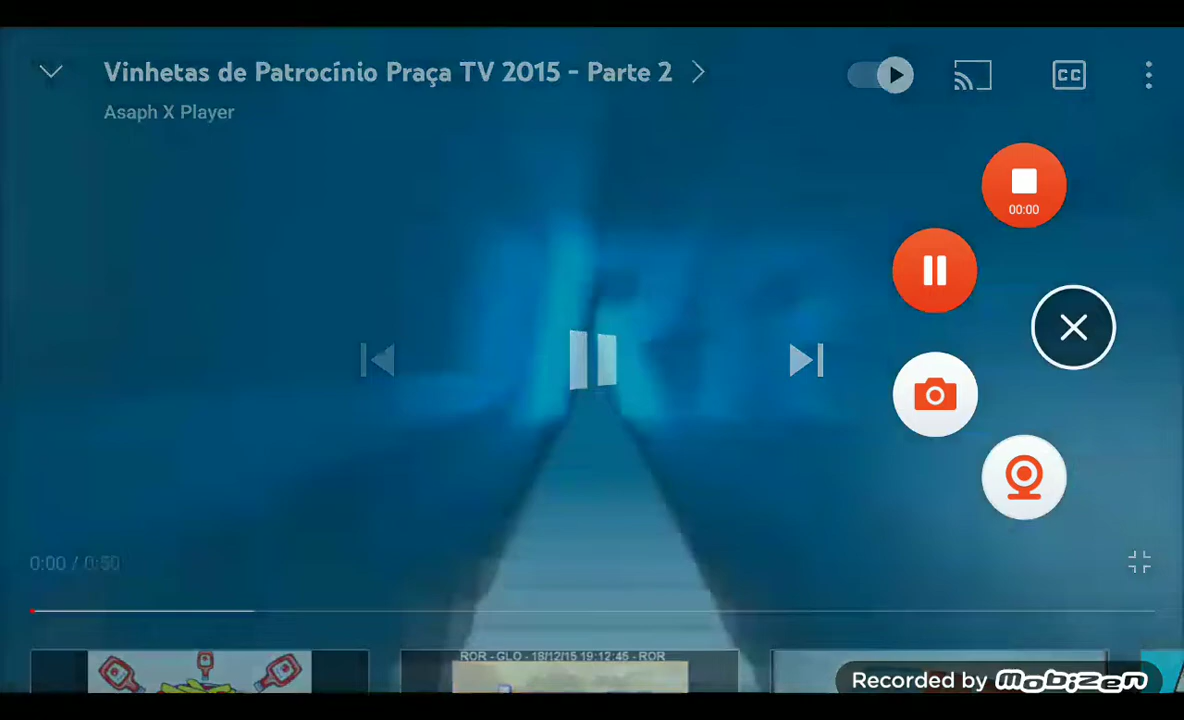 Vinhetas de Patrocínio Praça TV 2015 - Parte 2
Asaph X Player
CC
00:00
0:00 / 0:50
ROR - GLO - 18/12/15 19:12:45 - ROR
Recorded by mobizen